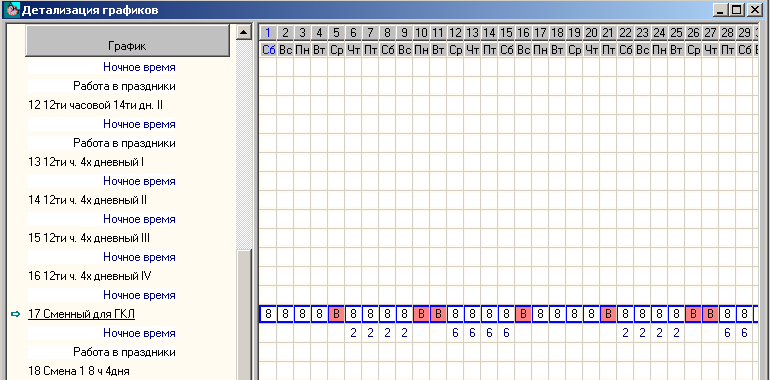 Детализация графиков
График
1 2 3 4 5 6 7 8 9 10 11 12 13 14 15 16 17 18 19 20 21 22 23 24 25 26 27 28 29
Сб Вс Пн Вт Ср Чт Пт Сб Вс Пн Вт Ср Чт Пт Сб Вс Пн Вт Ср Чт Пт Сб Вс Пн Вт Ср Чт Пт Сб
Ночное время
Работа в праздники
12 12ти часовой 14ти дн. II
Ночное время
Работа в праздники
13 12ти ч. 4х дневный I
Ночное время
14 12ти ч. 4х дневный II
Ночное время
15 12ти ч. 4х дневный III
Ночное время
16 12ти ч. 4х дневный IV
Ночное время
17 Сменный для ГКЛ 8 8 8 8 В 8 8 8 8 В В 8 8 8 8 В 8 8 8 8 В 8 8 8 8 В В 8 8
Ночное время 2 2 2 2 6 6 6 6 2 2 2 2 6 6
Работа в праздники
18 Смена 1 8 ч 4дня